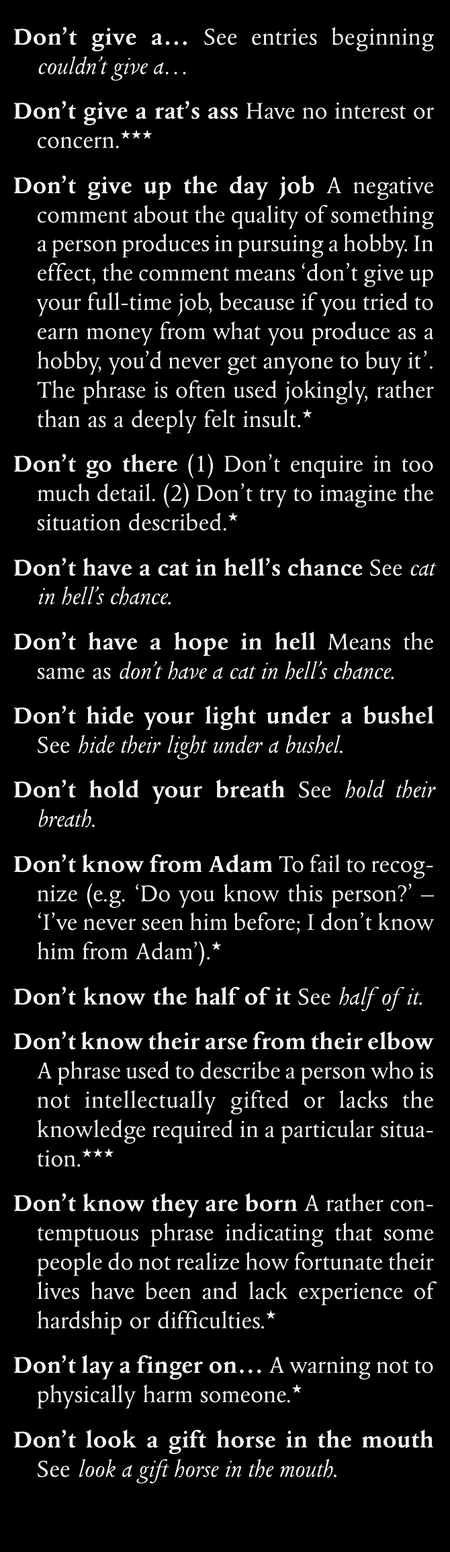 Don’t give a… See entries beginning
couldn’t give a…
Don’t give a rat’s ass Have no interest or
concern.★★★
Don’t give up the day job A negative
comment about the quality of something
a person produces in pursuing a hobby. In
effect, the comment means ‘don’t give up
your full-time job, because if you tried to
earn money from what you produce as a
hobby, you’d never get anyone to buy it’.
The phrase is often used jokingly, rather
than as a deeply felt insult.★
Don’t go there (1) Don’t enquire in too
much detail. (2) Don’t try to imagine the
situation described.★
Don’t have a cat in hell’s chance See cat
in hell’s chance.
Don’t have a hope in hell Means the
same as don’t have a cat in hell’s chance.
Don’t hide your light under a bushel
See hide their light under a bushel.
Don’t hold your breath See hold their
breath.
Don’t know from Adam To fail to recog-
nize (e.g. ‘Do you know this person?’ –
‘I’ve never seen him before; I don’t know
him from Adam’).★
Don’t know the half of it See half of it.
Don’t know their arse from their elbow
A phrase used to describe a person who is
not intellectually gifted or lacks the
knowledge required in a particular situa-
tion.★★★
Don’t know they are born A rather con-
temptuous phrase indicating that some
people do not realize how fortunate their
lives have been and lack experience of
hardship or difficulties.★
Don’t lay a finger on… A warning not to
physically harm someone.★
Don’t look a gift horse in the mouth
See look a gift horse in the mouth.